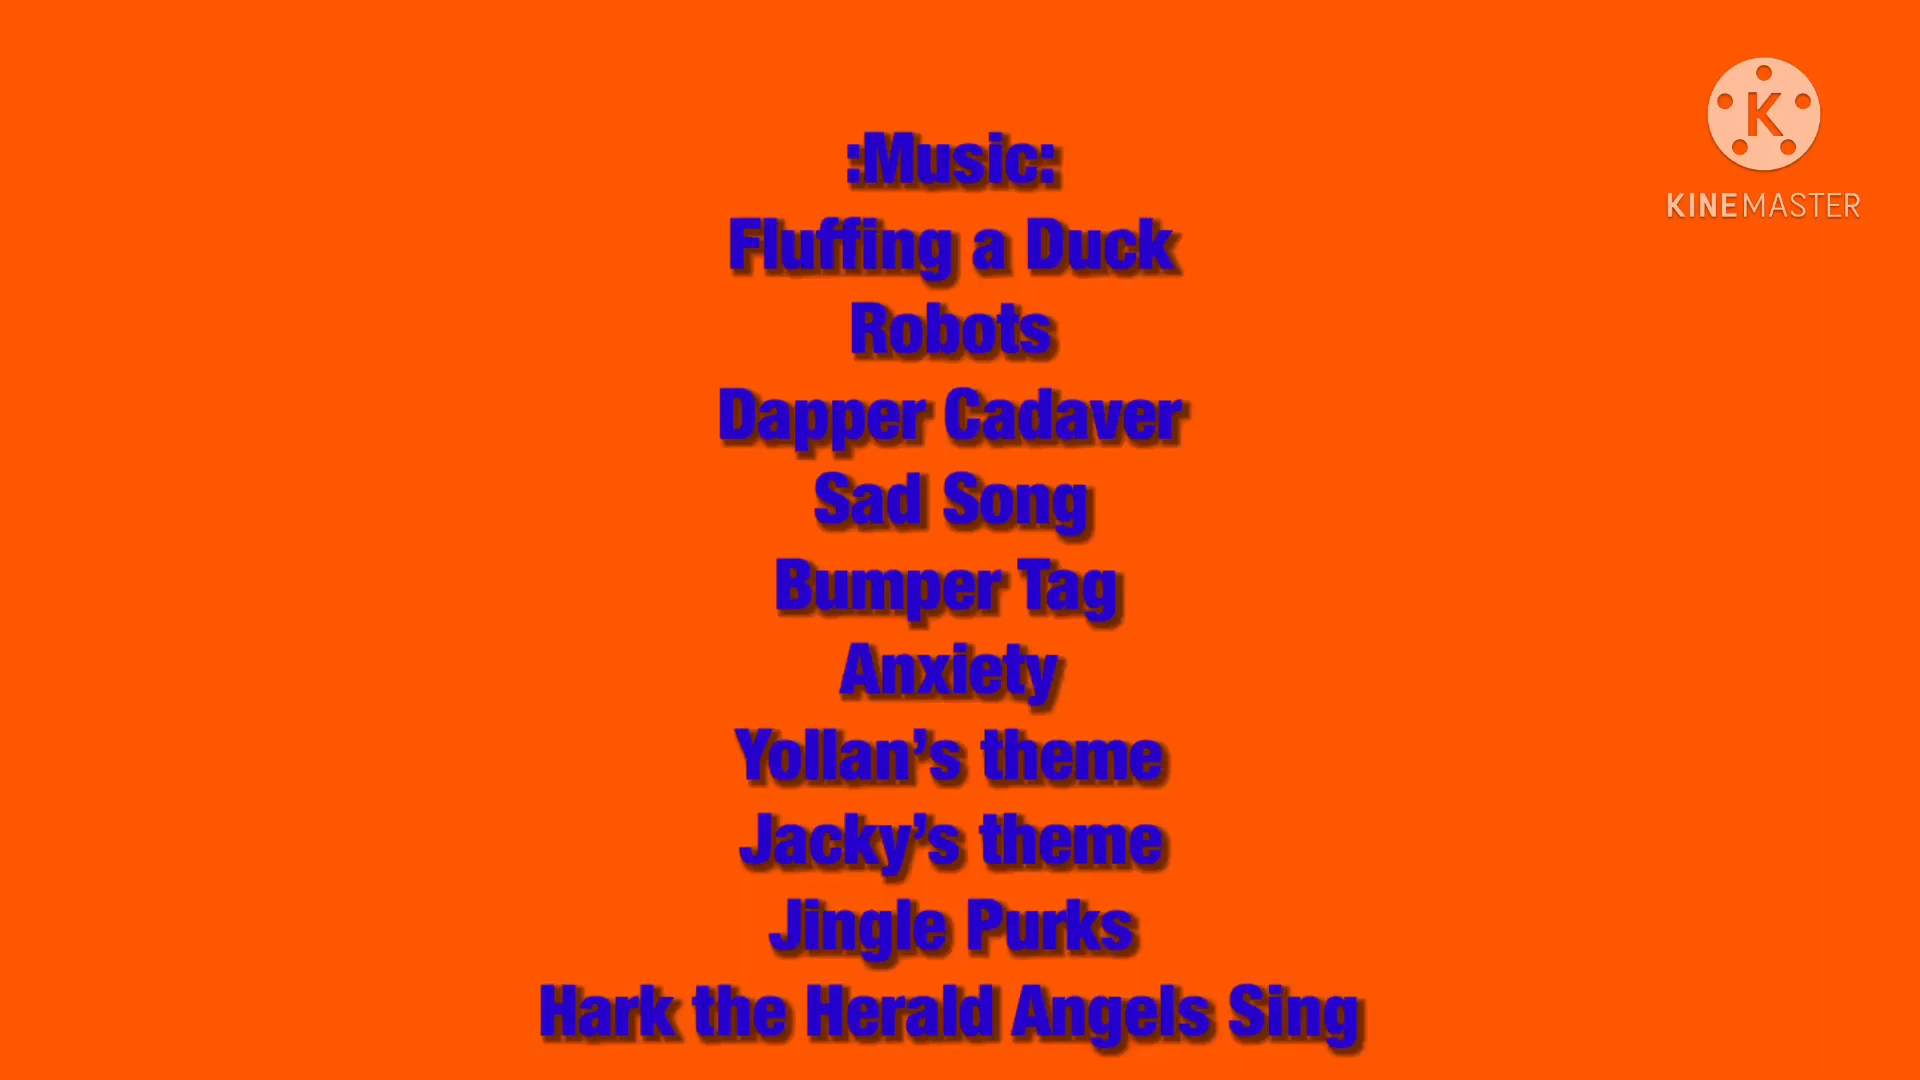 :Music:
Fluffing a Duck
Robots
Dapper Cadaver
Sad Song
Bumper Tag
Anxiety
Yollan’s theme
Jacky’s theme
Jingle Purks
Hark the Herald Angels Sing
K
KINEMASTER